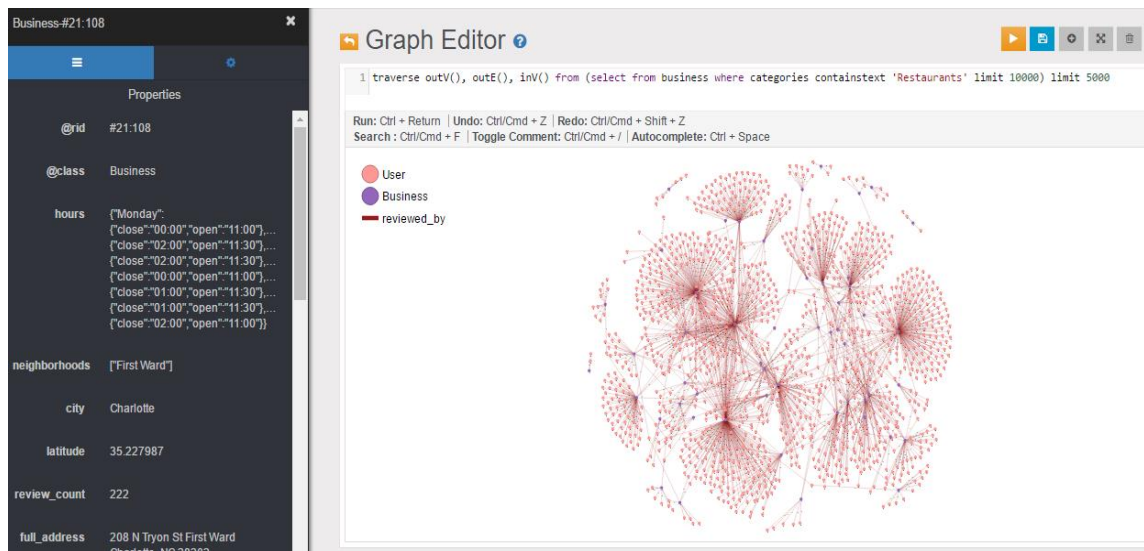 Business-#21:108
Properties
@rid #21:108
@class Business
hours {"Monday":
{"close":"00:00","open":"11:00"},...
{"close":"02:00","open":"11:30"},...
{"close":"02:00","open":"11:30"},...
{"close":"00:00","open":"11:00"},...
{"close":"01:00","open":"11:30"},...
{"close":"01:00","open":"11:30"},...
{"close":"02:00","open":"11:00"}}
neighborhoods ["First Ward"]
city Charlotte
latitude 35.227987
review_count 222
full_address 208 N Tryon St First Ward
Graph Editor
1 traverse outV(), outE(), inV() from (select from business where categories containstext 'Restaurants' limit 10000) limit 5000
Run: Ctrl + Return | Undo: Ctrl/Cmd + Z | Redo: Ctrl/Cmd + Shift + Z
Search : Ctrl/Cmd + F | Toggle Comment: Ctrl/Cmd + / | Autocomplete: Ctrl + Space
User
Business
reviewed_by